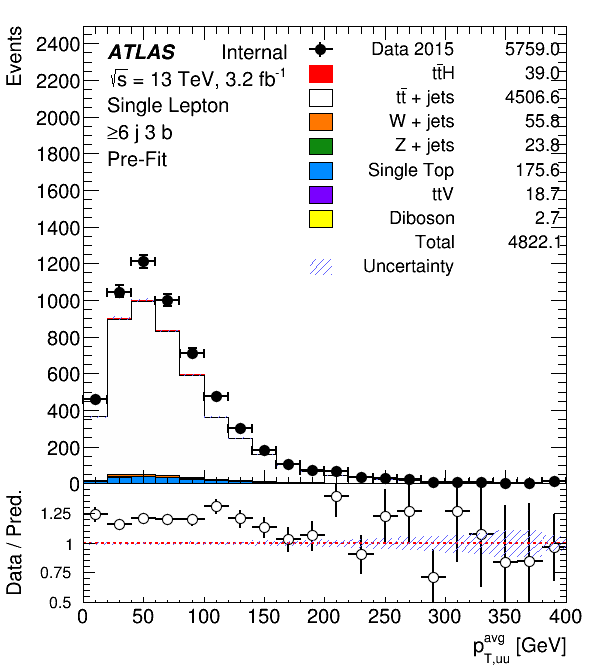 Events
2400
2200
2000
1800
1600
1400
1200
1000
800
600
400
200
0
ATLAS Internal
√s = 13 TeV, 3.2 fb⁻¹
Single Lepton
≥6 j 3 b
Pre-Fit
Data 2015 5759.0
tt̄H 39.0
tt̄ + jets 4506.6
W + jets 55.8
Z + jets 23.8
Single Top 175.6
ttV 18.7
Diboson 2.7
Total 4822.1
Uncertainty
Data / Pred.
1.25
1
0.75
0.5
0 50 100 150 200 250 300 350 400
p_{T,uu}^{avg} [GeV]